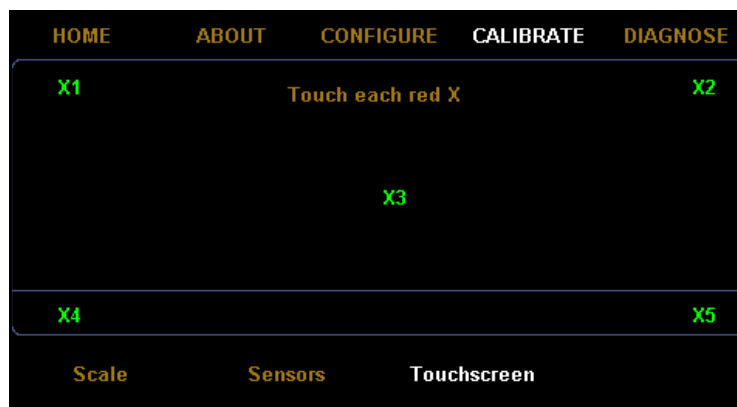 HOME ABOUT CONFIGURE CALIBRATE DIAGNOSE
X1 X2
Touch each red X
X3
X4 X5
Scale Sensors Touchscreen